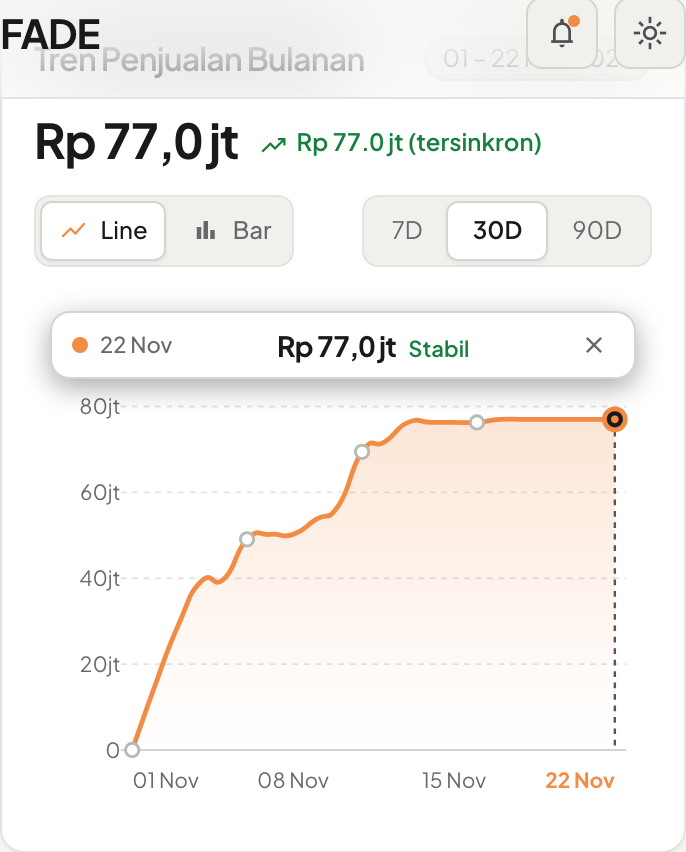 FADE
Tren Penjualan Bulanan
01 – 22
Rp 77,0 jt
Rp 77.0 jt (tersinkron)
Line
Bar
7D
30D
90D
22 Nov
Rp 77,0 jt
Stabil
80jt
60jt
40jt
20jt
0
01 Nov
08 Nov
15 Nov
22 Nov